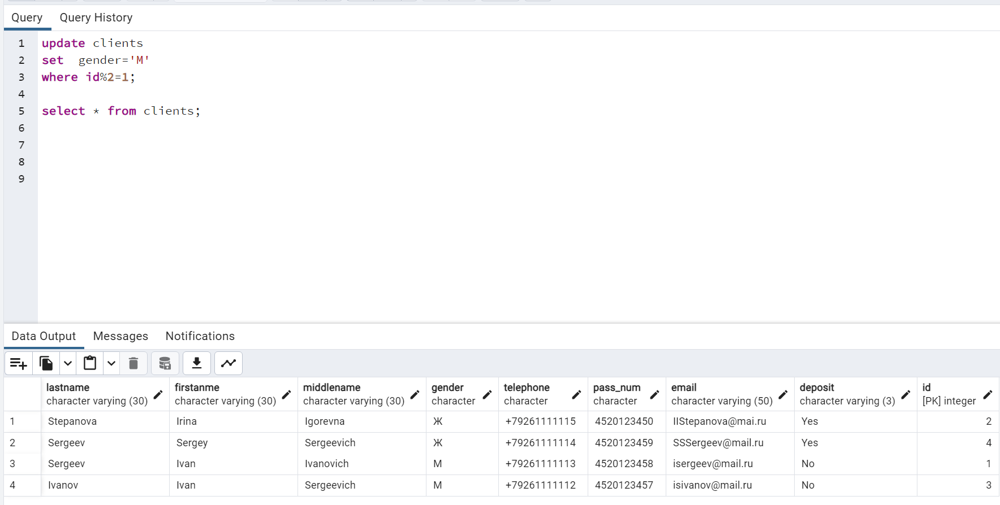 Query Query History
1 update clients
2 set gender='M'
3 where id%2=1;
4
5 select * from clients;
6
7
8
9
Data Output Messages Notifications
lastname firstanme middlename gender telephone pass_num email deposit id
character varying (30) character varying (30) character varying (30) character character character character varying (50) character varying (3) [PK] integer
1 Stepanova Irina Igorevna Ж +79261111115 4520123450 IIStepanova@mai.ru Yes 2
2 Sergeev Sergey Sergeevich Ж +79261111114 4520123459 SSSergeev@mail.ru Yes 4
3 Sergeev Ivan Ivanovich М +79261111113 4520123458 isergeev@mail.ru No 1
4 Ivanov Ivan Sergeevich М +79261111112 4520123457 isivanov@mail.ru No 3